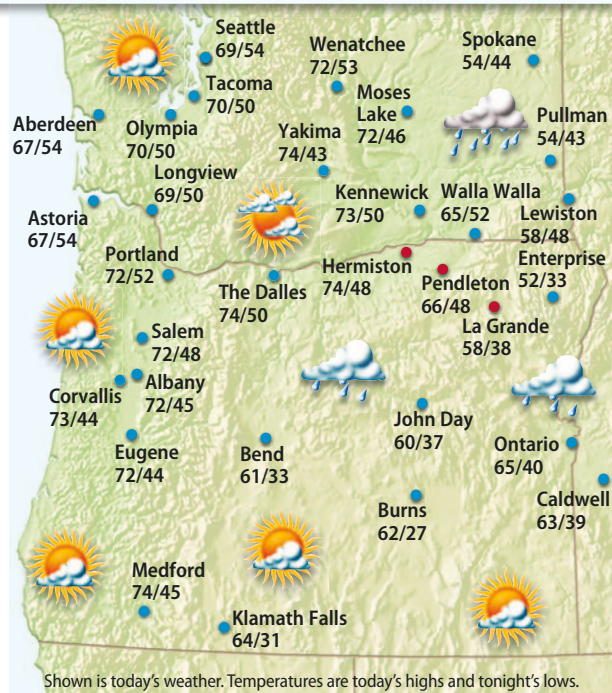 Seattle
69/54
Wenatchee
72/53
Spokane
54/44
Tacoma
70/50
Moses
Lake
72/46
Aberdeen
67/54
Olympia
70/50
Yakima
74/43
Pullman
54/43
Longview
69/50
Kennewick
73/50
Walla Walla
65/52
Lewiston
58/48
Astoria
67/54
Portland
72/52
The Dalles
74/50
Hermiston
74/48
Pendleton
66/48
Enterprise
52/33
La Grande
58/38
Salem
72/48
Corvallis
73/44
Albany
72/45
John Day
60/37
Eugene
72/44
Bend
61/33
Ontario
65/40
Burns
62/27
Caldwell
63/39
Medford
74/45
Klamath Falls
64/31
Shown is today's weather. Temperatures are today's highs and tonight's lows.